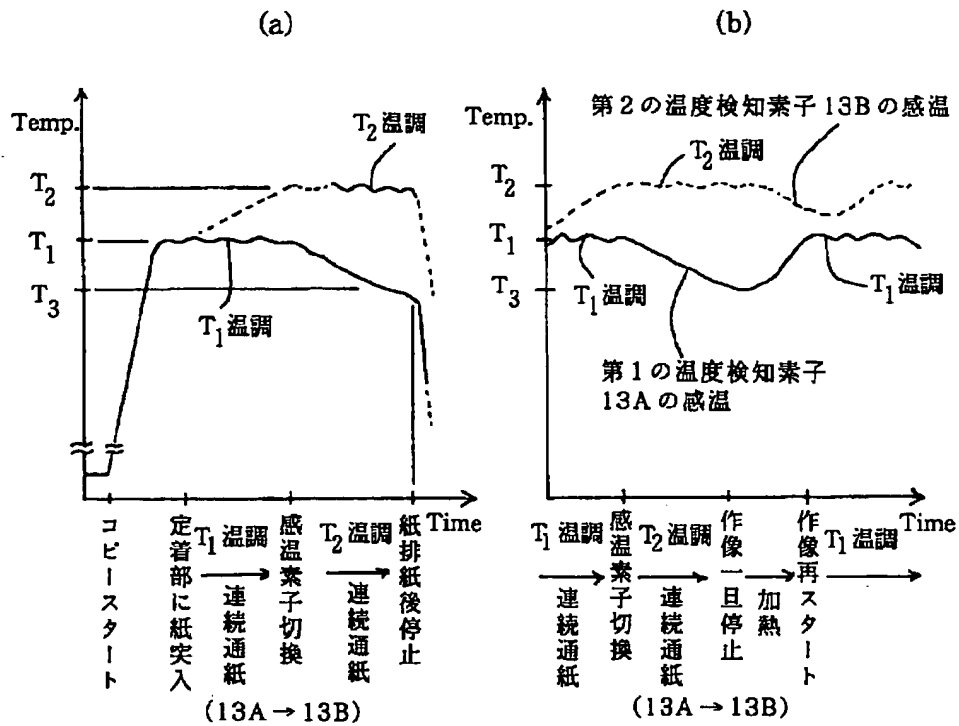 (a)
Temp.
T2
T1
T3
T2温調
T1温調
Time
コピースタート
定着部に紙突入
T1温調
連続通紙
感温素子切換
T2温調
連続通紙
紙排紙後停止
(13A→13B)
(b)
Temp.
T2
T1
T3
第2の温度検知素子13Bの感温
T2温調
T1温調
T1温調
第1の温度検知素子
13Aの感温
Time
T1温調
連続通紙
感温素子切換
T2温調
連続通紙
作像一旦停止
加熱
作像再スタート
T1温調
(13A→13B)